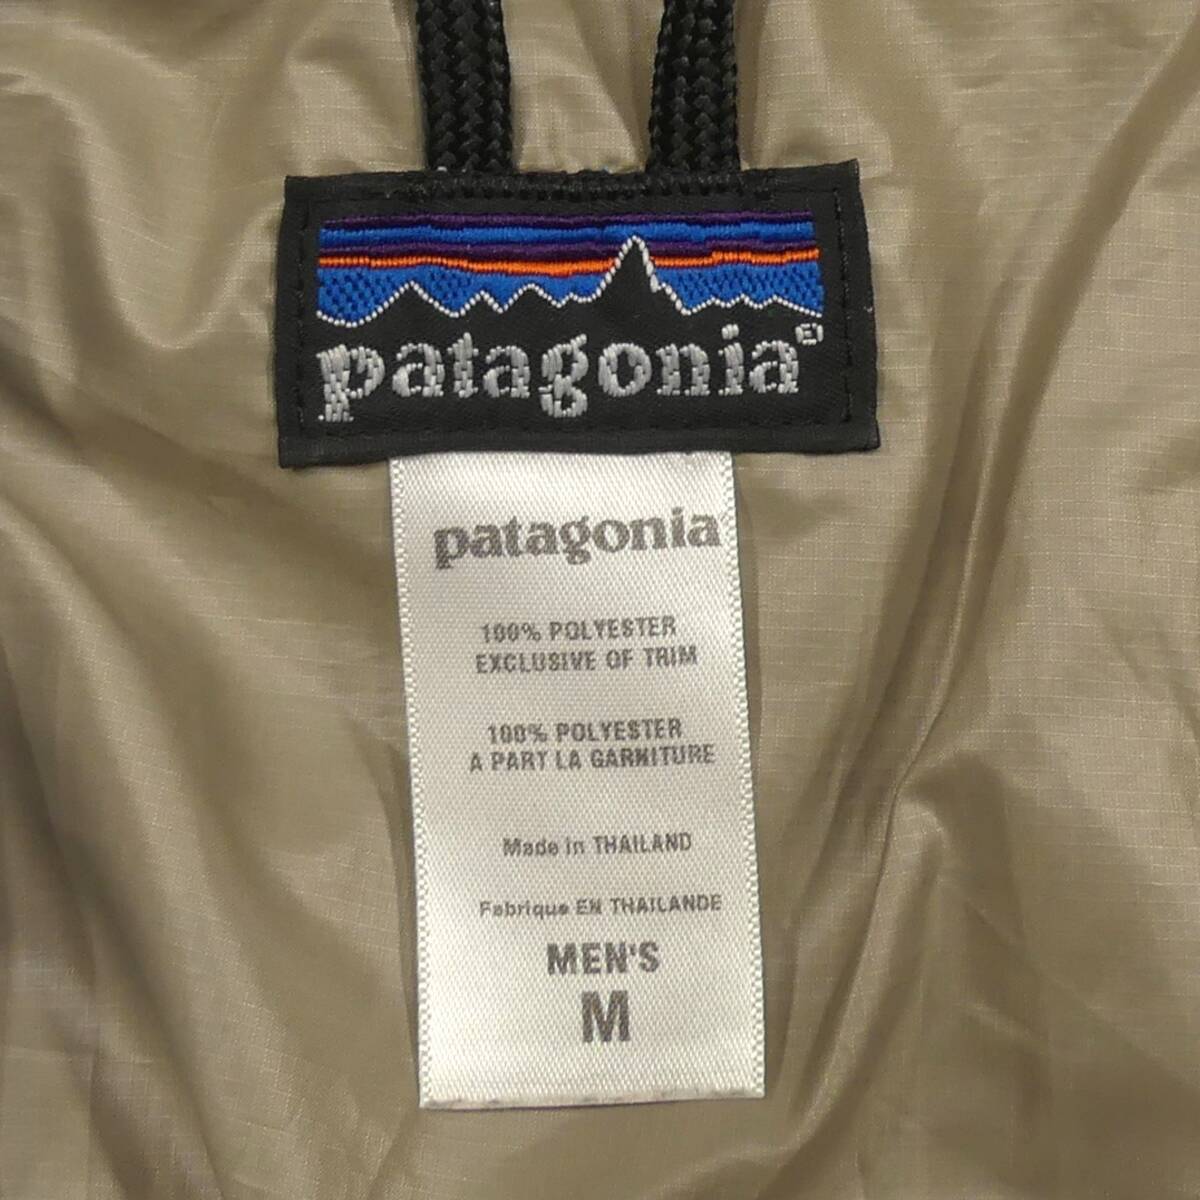 patagonia®
patagonia
100% POLYESTER
EXCLUSIVE OF TRIM
100% POLYESTER
A PART LA GARNITURE
Made in THAILAND
Fabrique EN THAILANDE
MEN'S
M